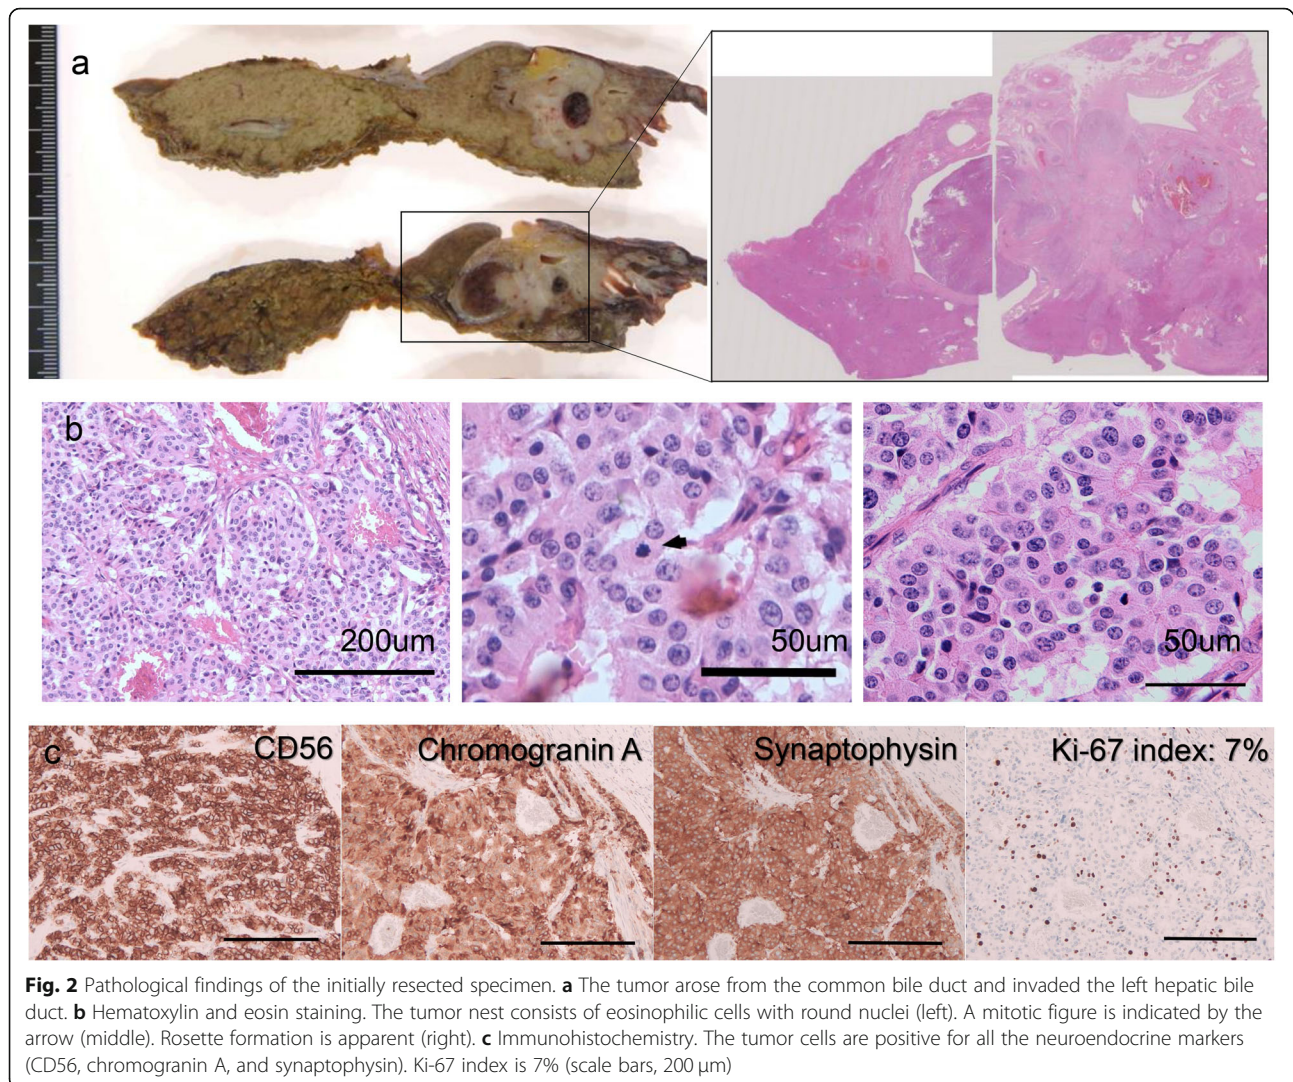 a
b
200um
50um
50um
c
CD56
Chromogranin A
Synaptophysin
Ki-67 index: 7%
Fig. 2 Pathological findings of the initially resected specimen. a The tumor arose from the common bile duct and invaded the left hepatic bile
duct. b Hematoxylin and eosin staining. The tumor nest consists of eosinophilic cells with round nuclei (left). A mitotic figure is indicated by the
arrow (middle). Rosette formation is apparent (right). c Immunohistochemistry. The tumor cells are positive for all the neuroendocrine markers
(CD56, chromogranin A, and synaptophysin). Ki-67 index is 7% (scale bars, 200 μm)